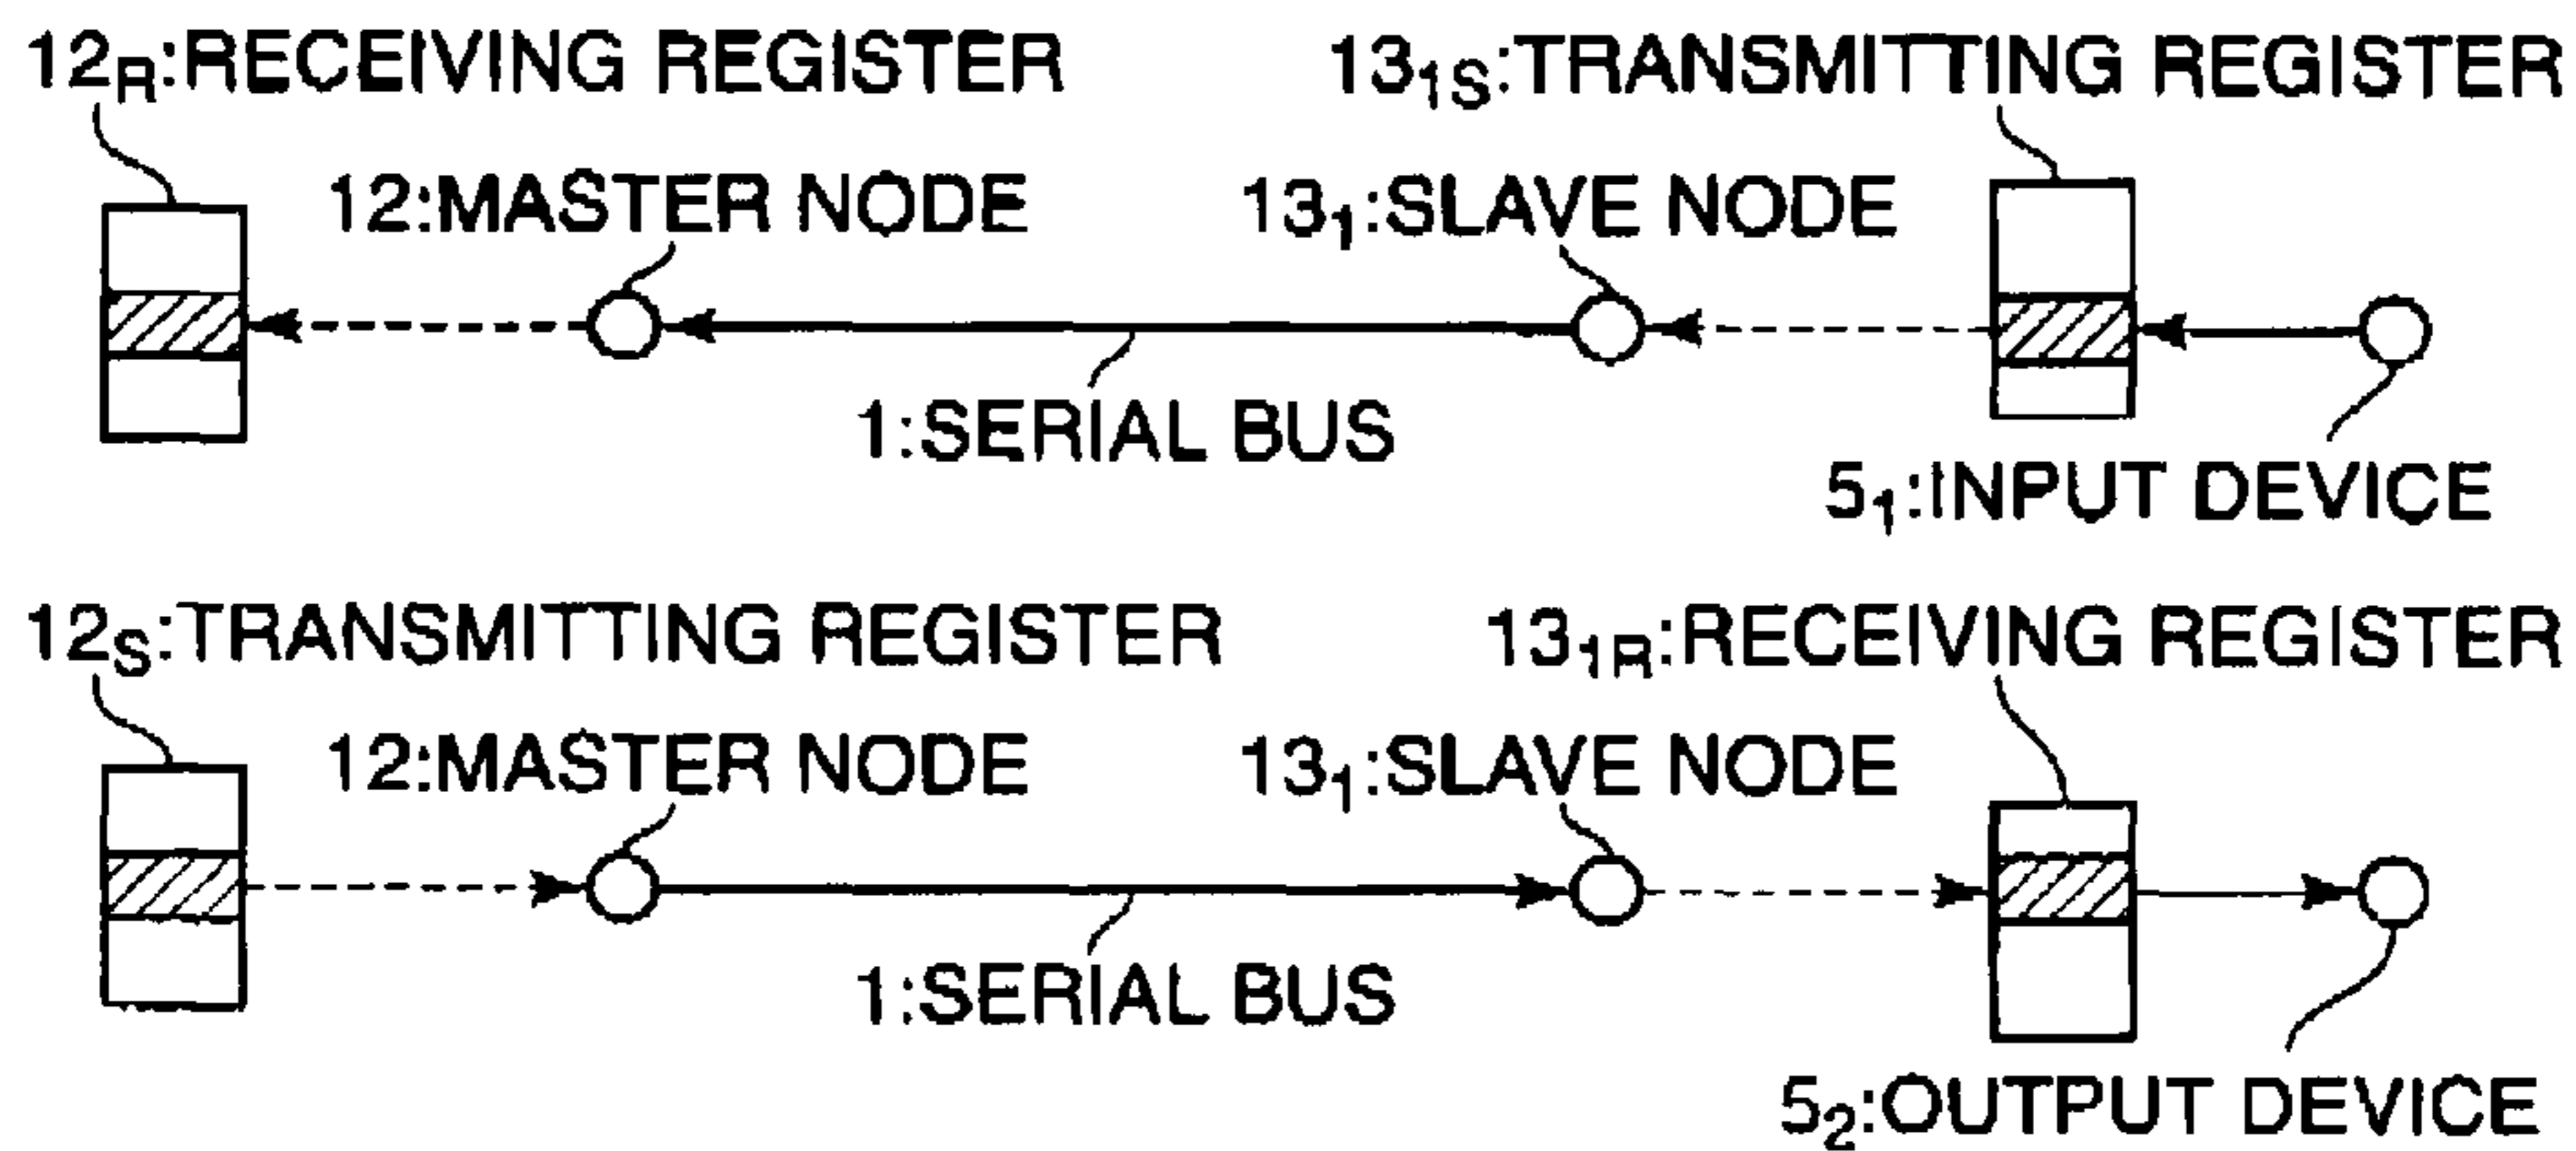 12R:RECEIVING REGISTER 131S:TRANSMITTING REGISTER
12:MASTER NODE 131:SLAVE NODE
1:SERIAL BUS
51:INPUT DEVICE
12S:TRANSMITTING REGISTER 131R:RECEIVING REGISTER
12:MASTER NODE 131:SLAVE NODE
1:SERIAL BUS
52:OUTPUT DEVICE